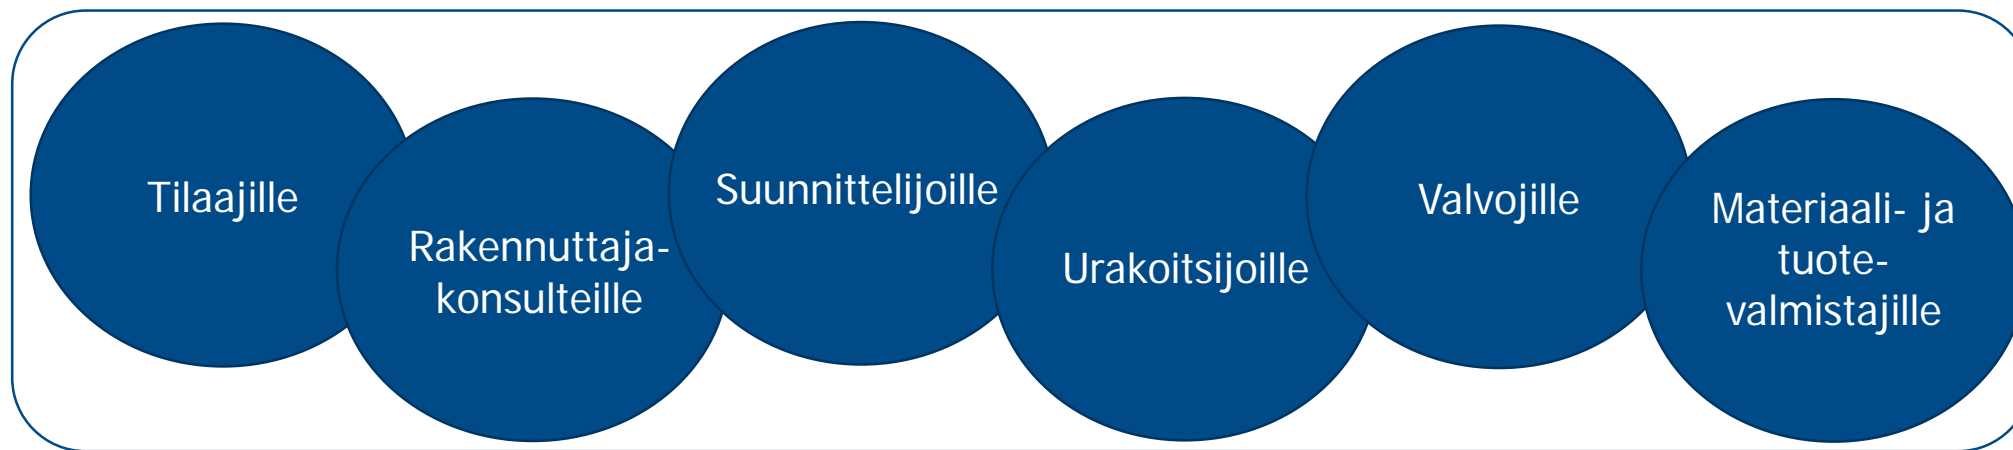 Tilaajille
Rakennuttaja-
konsulteille
Suunnittelijoille
Urakoitsijoille
Valvojille
Materiaali- ja
tuote-
valmistajille